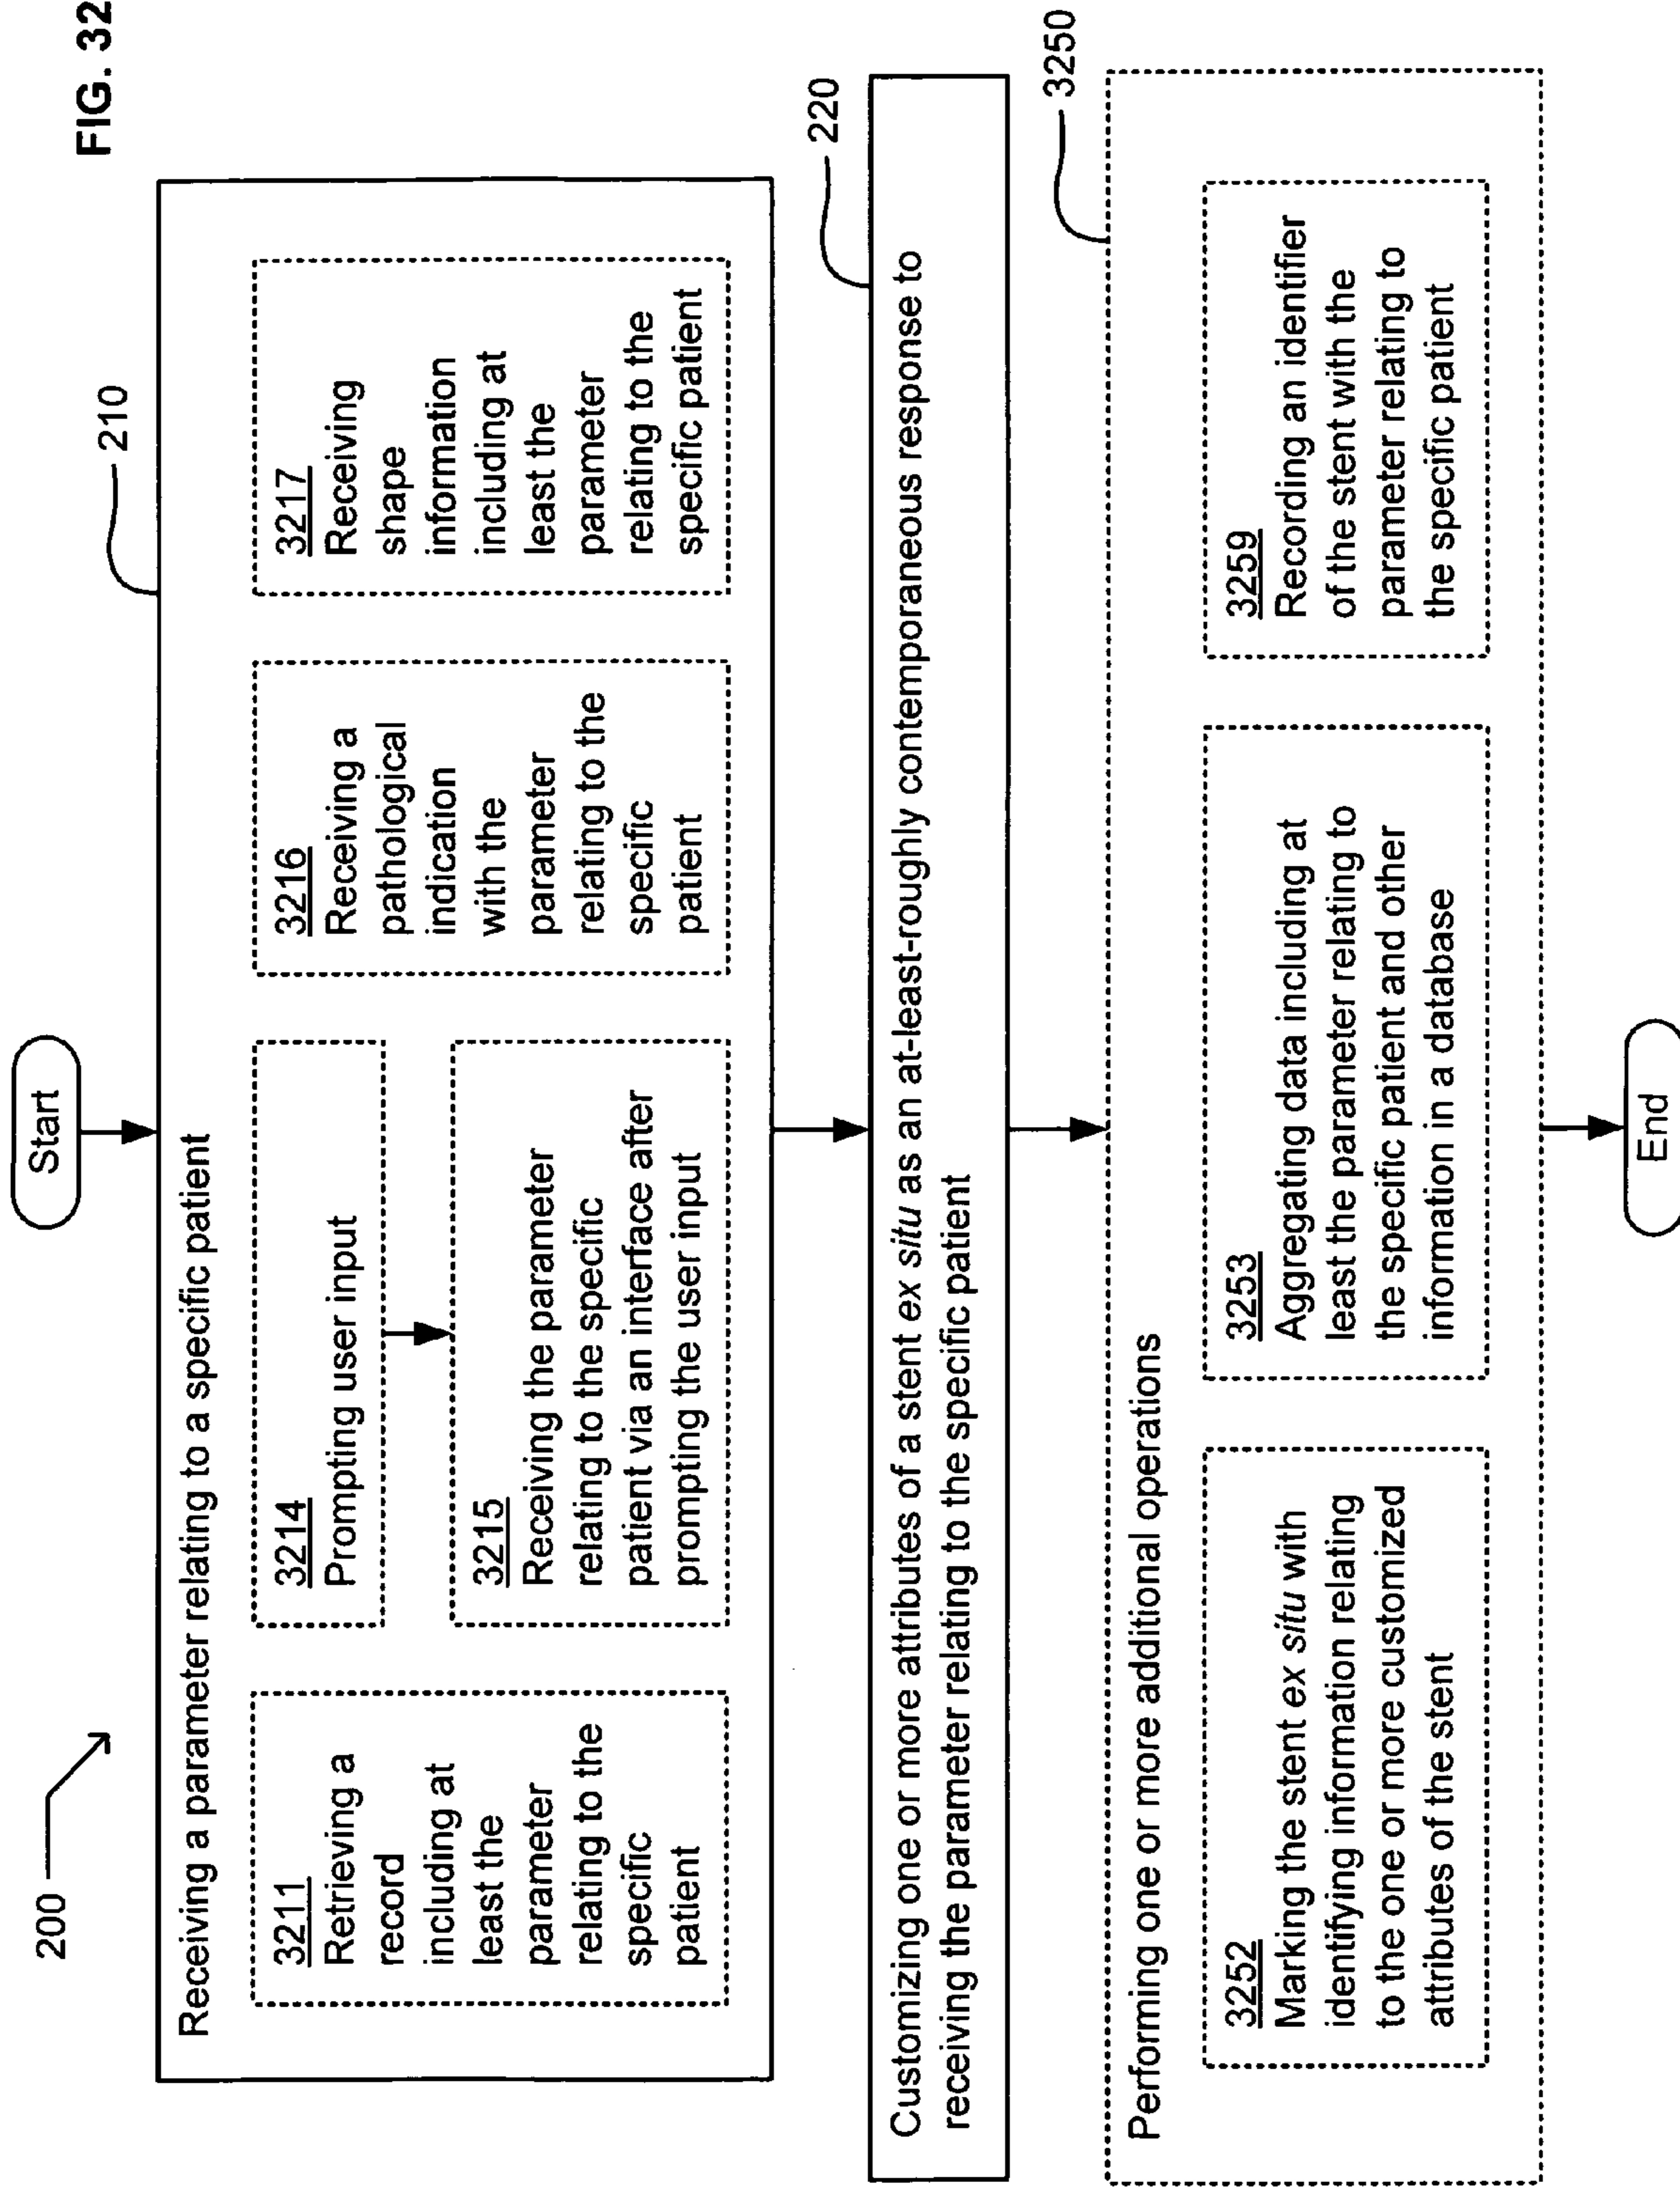 FIG. 32
200
Start
210
Receiving a parameter relating to a specific patient
3211
Retrieving a
record
including at
least the
parameter
relating to the
specific
patient
3214
Prompting user input
3215
Receiving the parameter
relating to the specific
patient via an interface after
prompting the user input
3216
Receiving a
pathological
indication
with the
parameter
relating to the
specific
patient
3217
Receiving
shape
information
including at
least the
parameter
relating to the
specific patient
220
Customizing one or more attributes of a stent ex situ as an at-least-roughly contemporaneous response to
receiving the parameter relating to the specific patient
3250
Performing one or more additional operations
3252
Marking the stent ex situ with
identifying information relating
to the one or more customized
attributes of the stent
3253
Aggregating data including at
least the parameter relating to
the specific patient and other
information in a database
3259
Recording an identifier
of the stent with the
parameter relating to
the specific patient
End